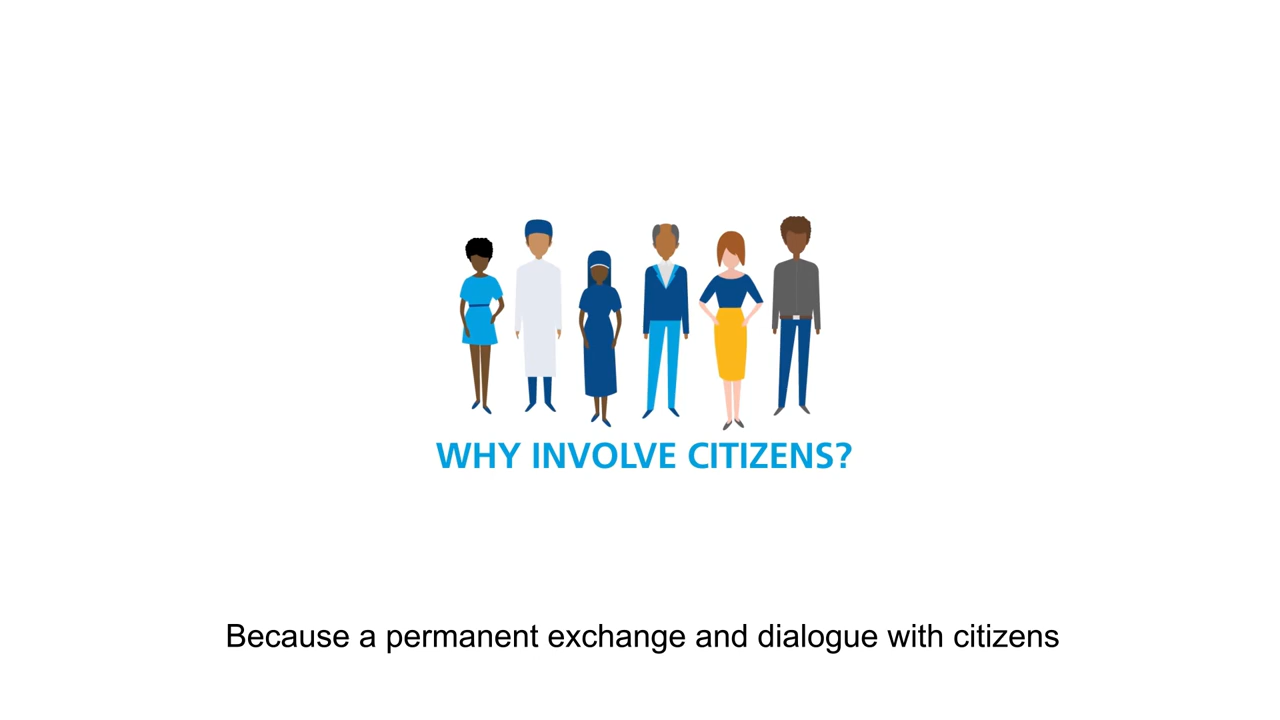 WHY INVOLVE CITIZENS?
Because a permanent exchange and dialogue with citizens